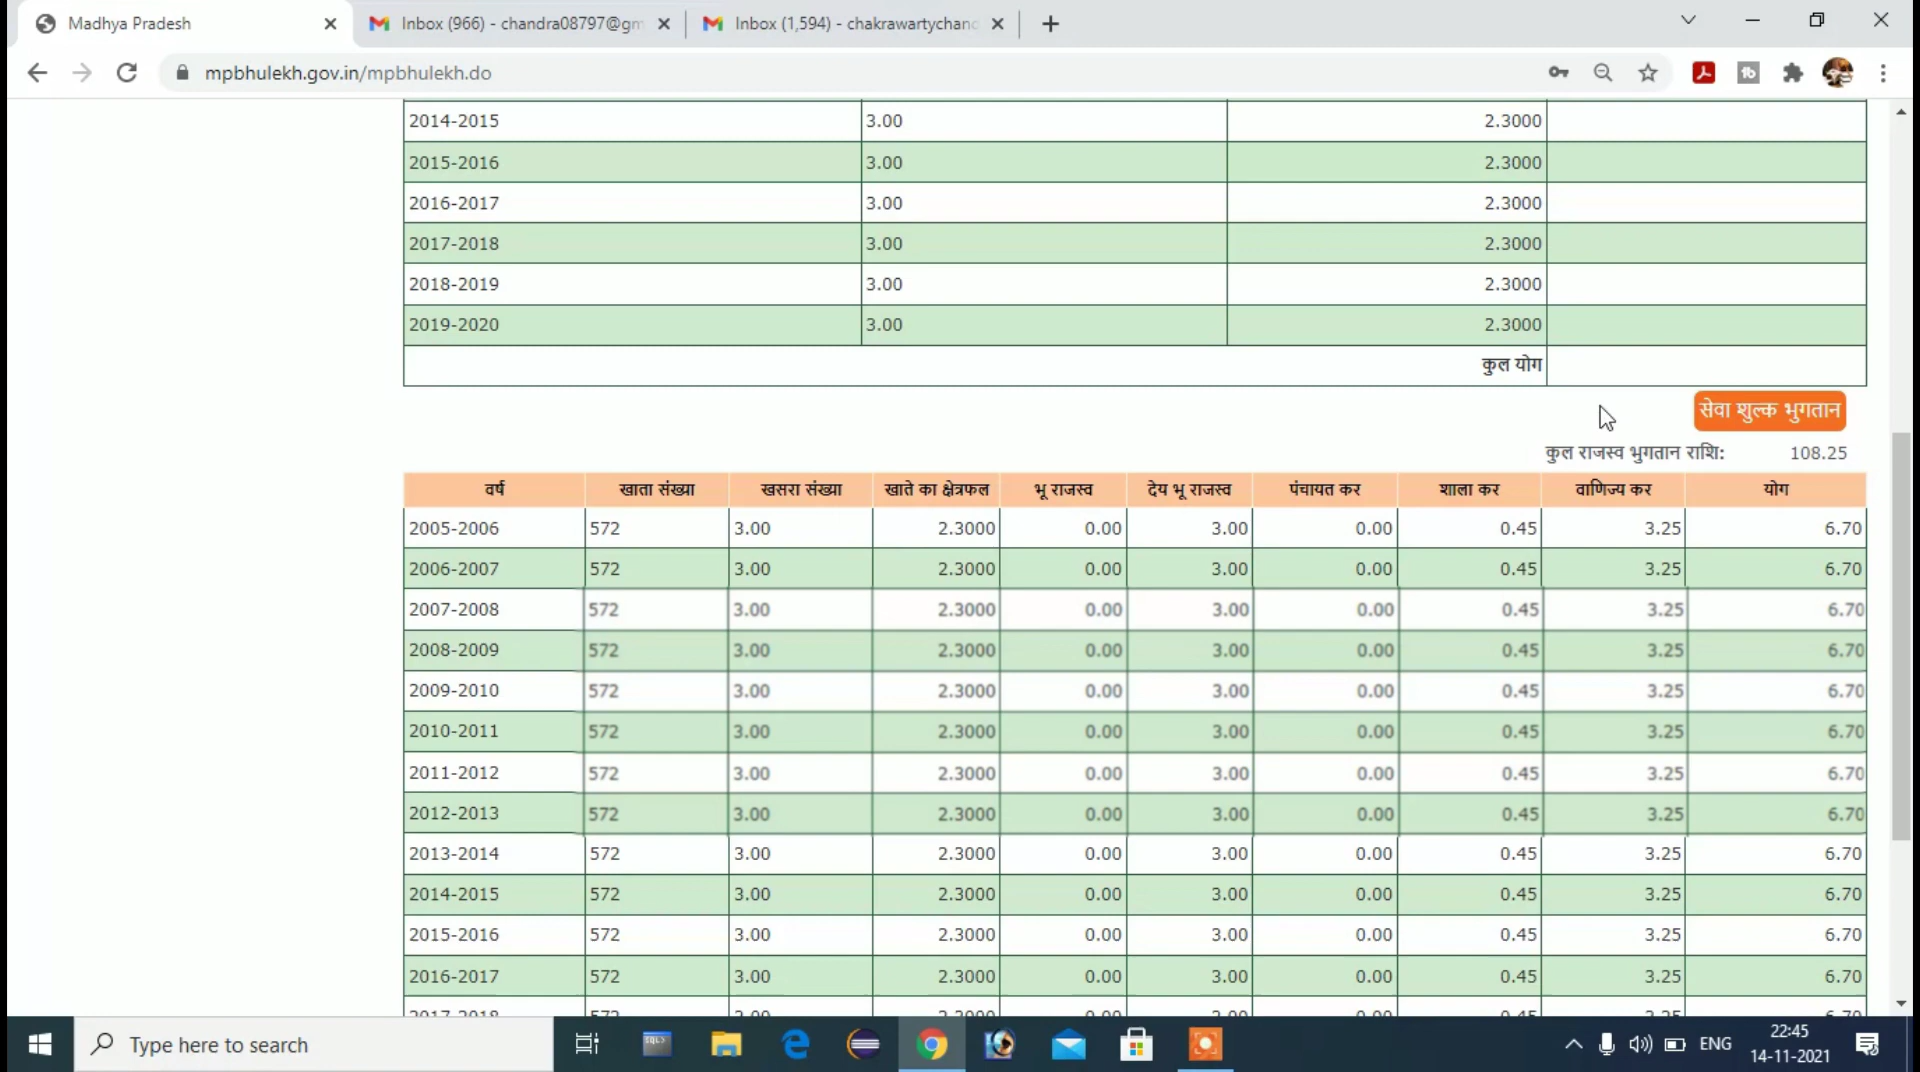 Madhya Pradesh
Inbox (966) - chandra08797@gm
Inbox (1,594) - chakrawartychan
mpbhulekh.gov.in/mpbhulekh.do
2014-2015 3.00 2.3000
2015-2016 3.00 2.3000
2016-2017 3.00 2.3000
2017-2018 3.00 2.3000
2018-2019 3.00 2.3000
2019-2020 3.00 2.3000
कुल योग
सेवा शुल्क भुगतान
कुल राजस्व भुगतान राशि: 108.25
वर्ष खाता संख्या खसरा संख्या खाते का क्षेत्रफल भू राजस्व देय भू राजस्व पंचायत कर शाला कर वाणिज्य कर योग
2005-2006 572 3.00 2.3000 0.00 3.00 0.00 0.45 3.25 6.70
2006-2007 572 3.00 2.3000 0.00 3.00 0.00 0.45 3.25 6.70
2007-2008 572 3.00 2.3000 0.00 3.00 0.00 0.45 3.25 6.70
2008-2009 572 3.00 2.3000 0.00 3.00 0.00 0.45 3.25 6.70
2009-2010 572 3.00 2.3000 0.00 3.00 0.00 0.45 3.25 6.70
2010-2011 572 3.00 2.3000 0.00 3.00 0.00 0.45 3.25 6.70
2011-2012 572 3.00 2.3000 0.00 3.00 0.00 0.45 3.25 6.70
2012-2013 572 3.00 2.3000 0.00 3.00 0.00 0.45 3.25 6.70
2013-2014 572 3.00 2.3000 0.00 3.00 0.00 0.45 3.25 6.70
2014-2015 572 3.00 2.3000 0.00 3.00 0.00 0.45 3.25 6.70
2015-2016 572 3.00 2.3000 0.00 3.00 0.00 0.45 3.25 6.70
2016-2017 572 3.00 2.3000 0.00 3.00 0.00 0.45 3.25 6.70
Type here to search
SQL>
ENG
22:45
14-11-2021